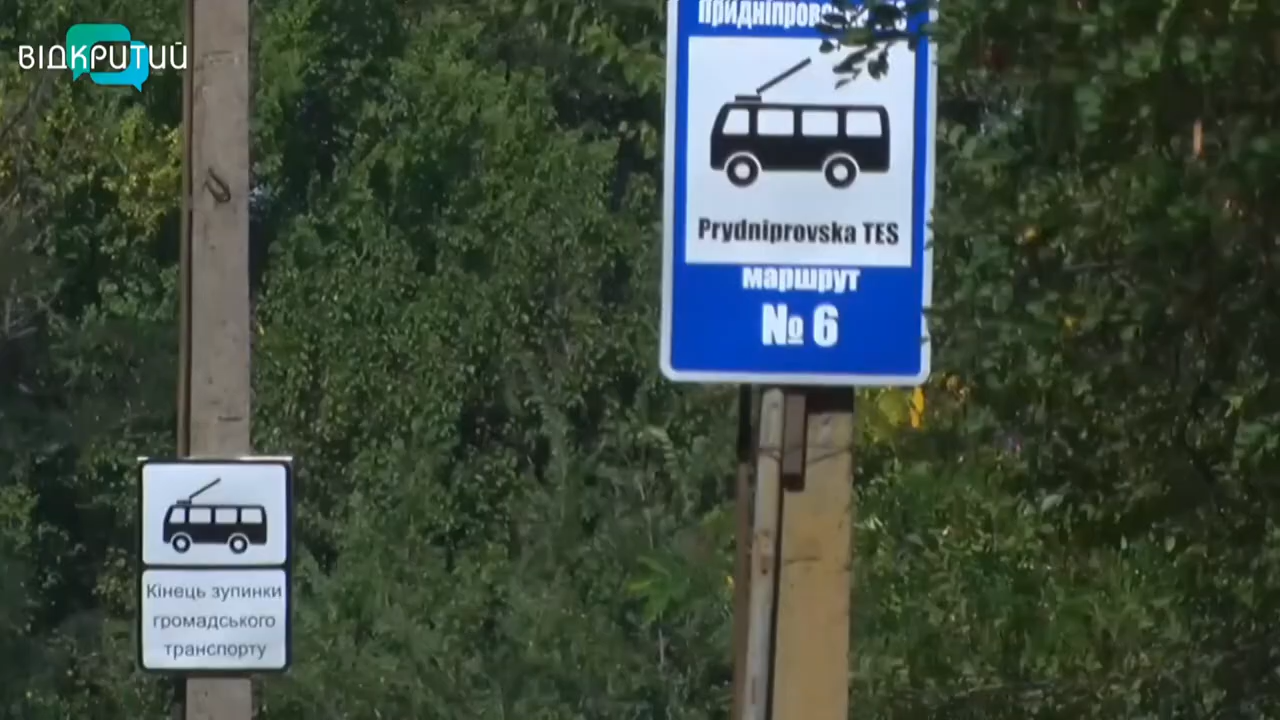 ВІДКРИТИЙ
Prydniprovska TES
маршрут
№ 6
Кінець зупинки
громадського
транспорту